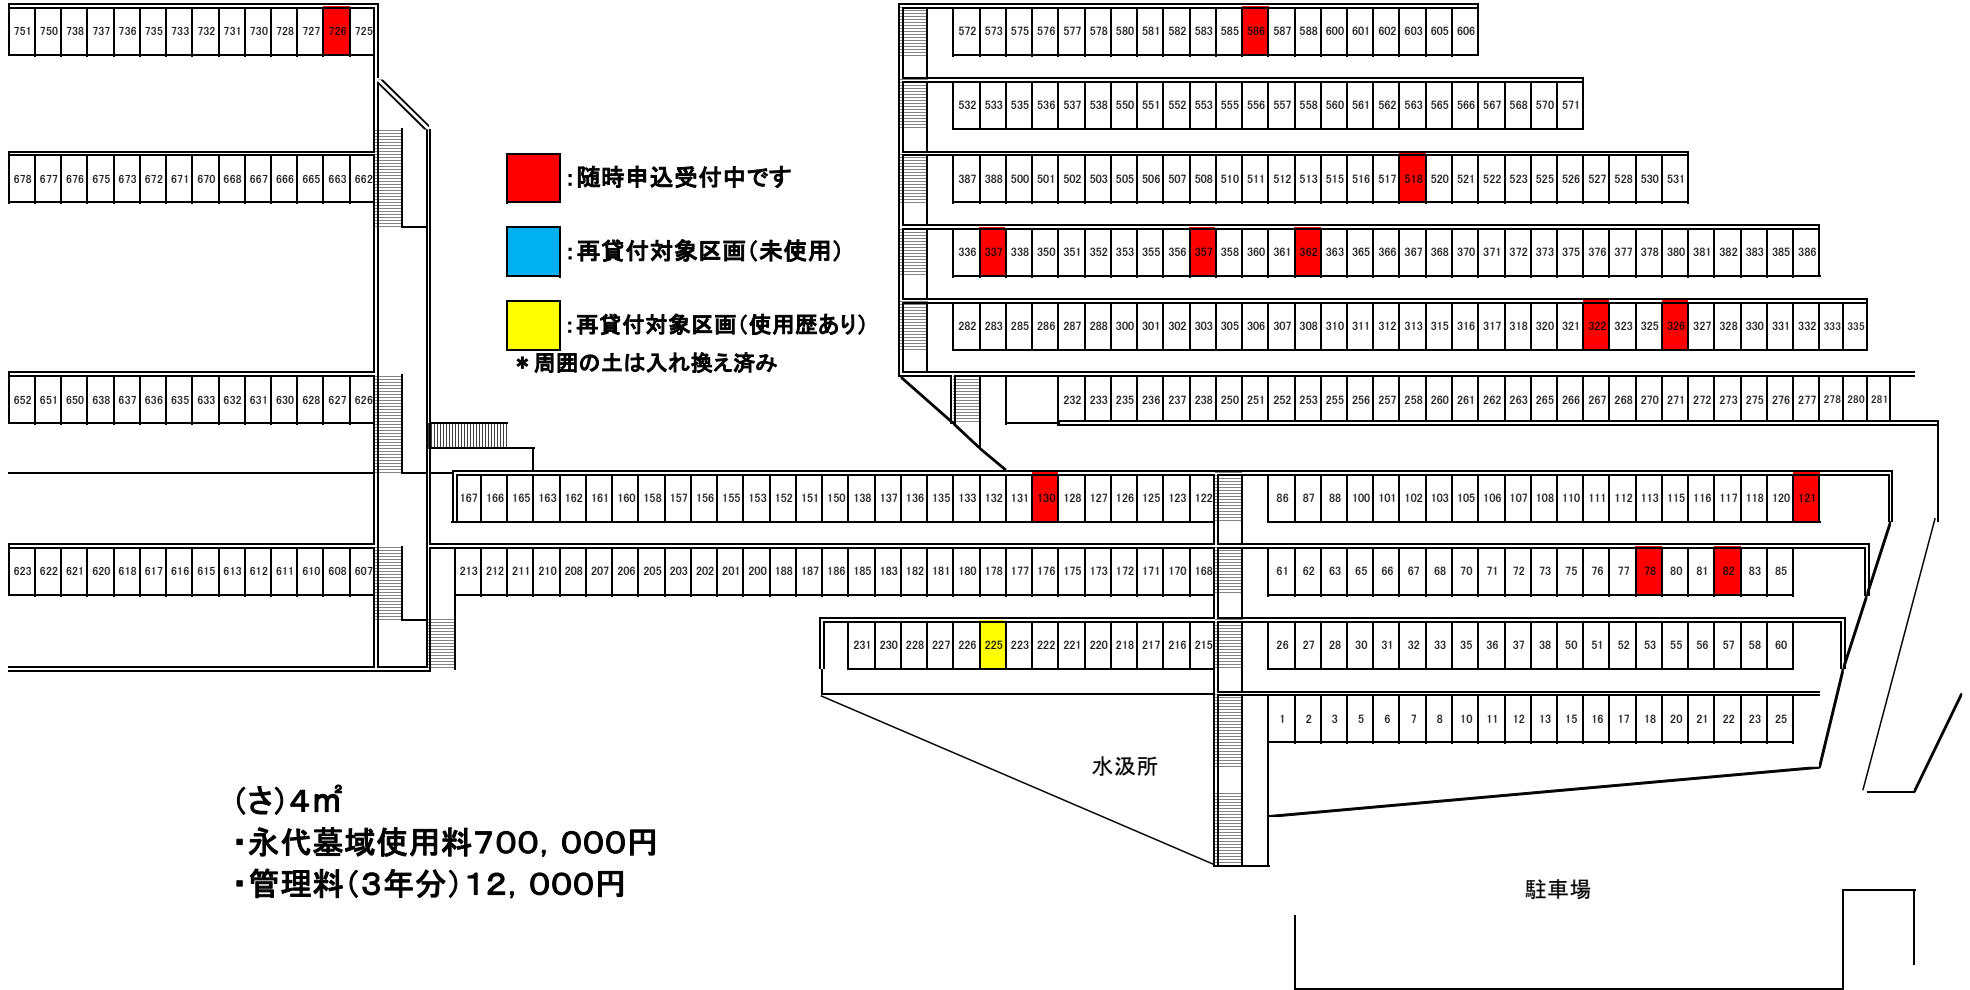 751 750 738 737 736 735 733 732 731 730 728 727 726 725
572 573 575 576 577 578 580 581 582 583 585 586 587 588 600 601 602 603 605 606
532 533 535 536 537 538 550 551 552 553 555 556 557 558 560 561 562 563 565 566 567 568 570 571
678 677 676 675 673 672 671 670 668 667 666 665 663 662
:随時申込受付中です
387 388 500 501 502 503 505 506 507 508 510 511 512 513 515 516 517 518 520 521 522 523 525 526 527 528 530 531
:再貸付対象区画(未使用)
336 337 338 350 351 352 353 355 356 357 358 360 361 362 363 365 366 367 368 370 371 372 373 375 376 377 378 380 381 382 383 385 386
:再貸付対象区画(使用歴あり)
*周囲の土は入れ換え済み
282 283 285 286 287 288 300 301 302 303 305 306 307 308 310 311 312 313 315 316 317 318 320 321 322 323 325 326 327 328 330 331 332 333 335
652 651 650 638 637 636 635 633 632 631 630 628 627 626
232 233 235 236 237 238 250 251 252 253 255 256 257 258 260 261 262 263 265 266 267 268 270 271 272 273 275 276 277 278 280 281
167 166 165 163 162 161 160 158 157 156 155 153 152 151 150 138 137 136 135 133 132 131 130 128 127 126 125 123 122
86 87 88 100 101 102 103 105 106 107 108 110 111 112 113 115 116 117 118 120 121
623 622 621 620 618 617 616 615 613 612 611 610 608 607
213 212 211 210 208 207 206 205 203 202 201 200 188 187 186 185 183 182 181 180 178 177 176 175 173 172 171 170 168
61 62 63 65 66 67 68 70 71 72 73 75 76 77 78 80 81 82 83 85
231 230 228 227 226 225 223 222 221 220 218 217 216 215
26 27 28 30 31 32 33 35 36 37 38 50 51 52 53 55 56 57 58 60
1 2 3 5 6 7 8 10 11 12 13 15 16 17 18 20 21 22 23 25
水汲所
(さ)4㎡
・永代墓域使用料700,000円
・管理料(3年分)12,000円
駐車場